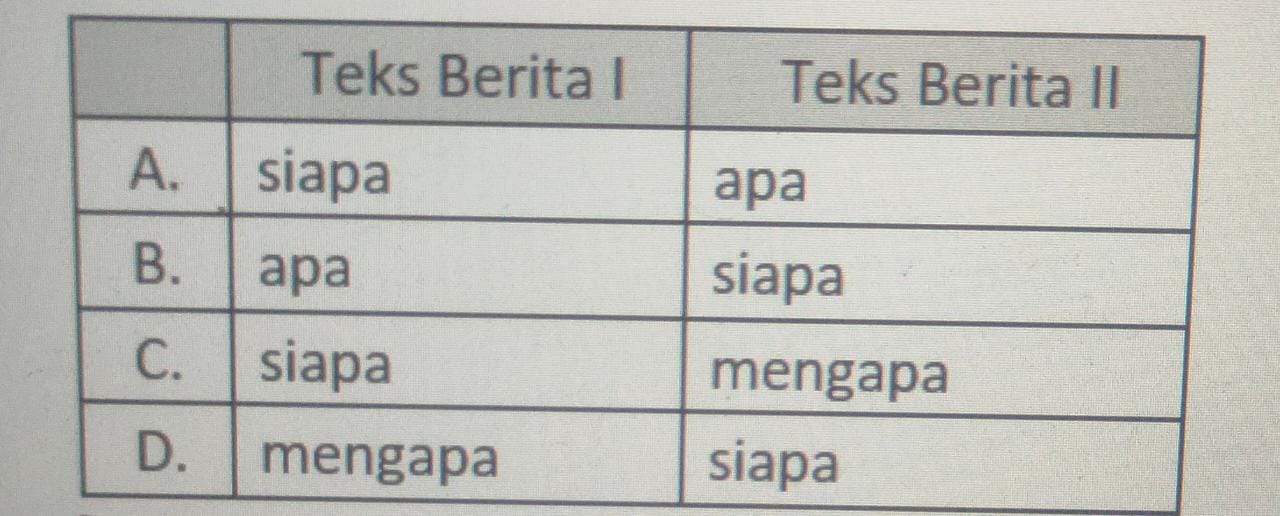 Teks Berita I Teks Berita II
A. siapa apa
B. apa siapa
C. siapa mengapa
D. mengapa siapa